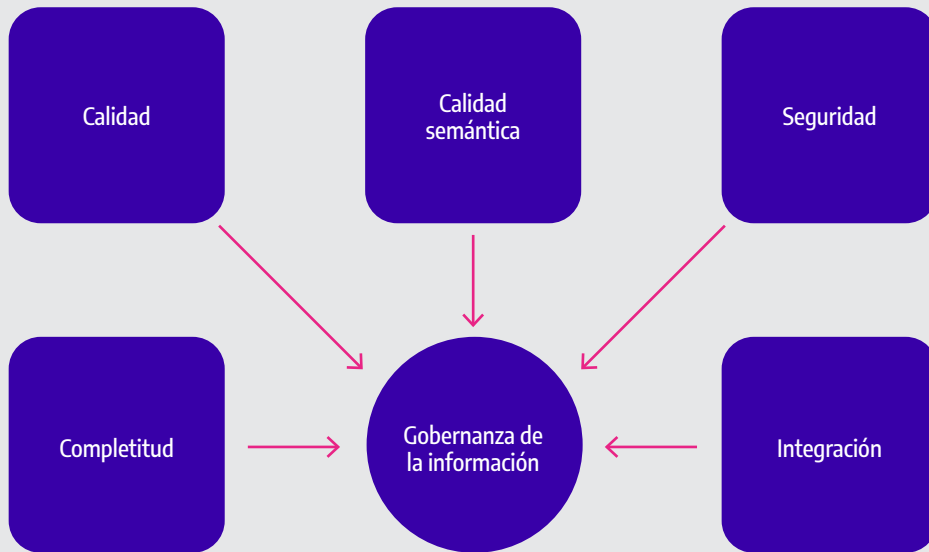 Calidad
Calidad
semántica
Seguridad
Completitud
Gobernanza de
la información
Integración